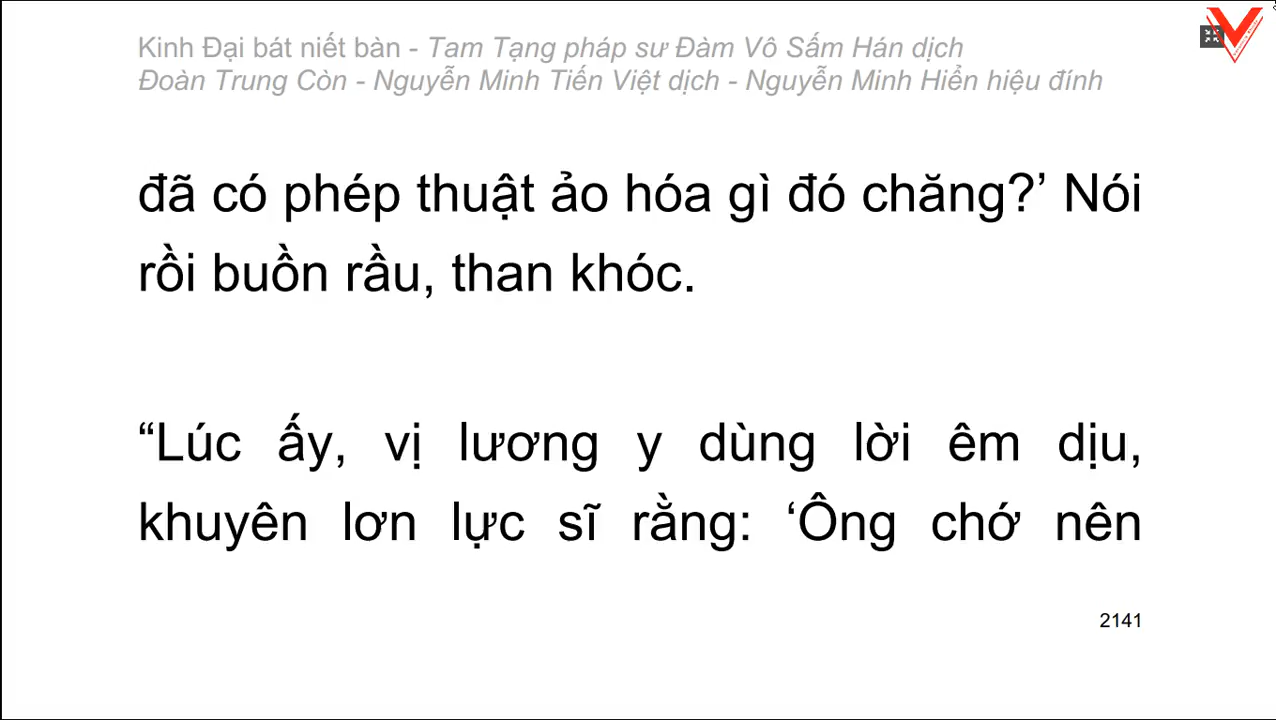 Kinh Đại bát niết bàn - Tam Tạng pháp sư Đàm Vô Sấm Hán dịch
Đoàn Trung Còn - Nguyễn Minh Tiến Việt dịch - Nguyễn Minh Hiển hiệu đính
đã có phép thuật ảo hóa gì đó chăng?’ Nói
rồi buồn rầu, than khóc.
“Lúc ấy, vị lương y dùng lời êm dịu,
khuyên lơn lực sĩ rằng: ‘Ông chớ nên
2141